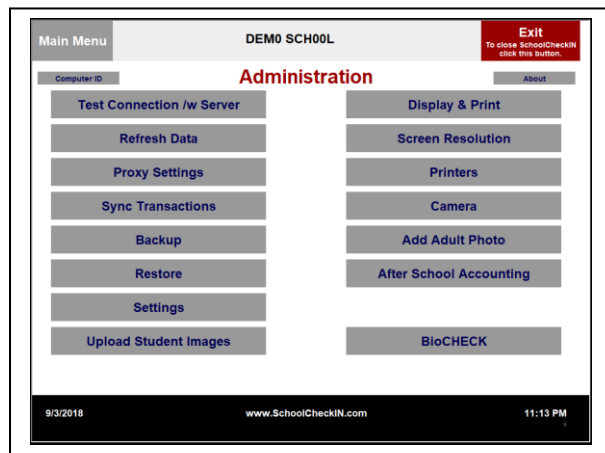 Main Menu
DEM0 SCH00L
Exit
To close SchoolCheckIN
click this button.
Computer ID
Administration
About
Test Connection /w Server
Display & Print
Refresh Data
Screen Resolution
Proxy Settings
Printers
Sync Transactions
Camera
Backup
Add Adult Photo
Restore
After School Accounting
Settings
Upload Student Images
BioCHECK
9/3/2018
www.SchoolCheckIN.com
11:13 PM